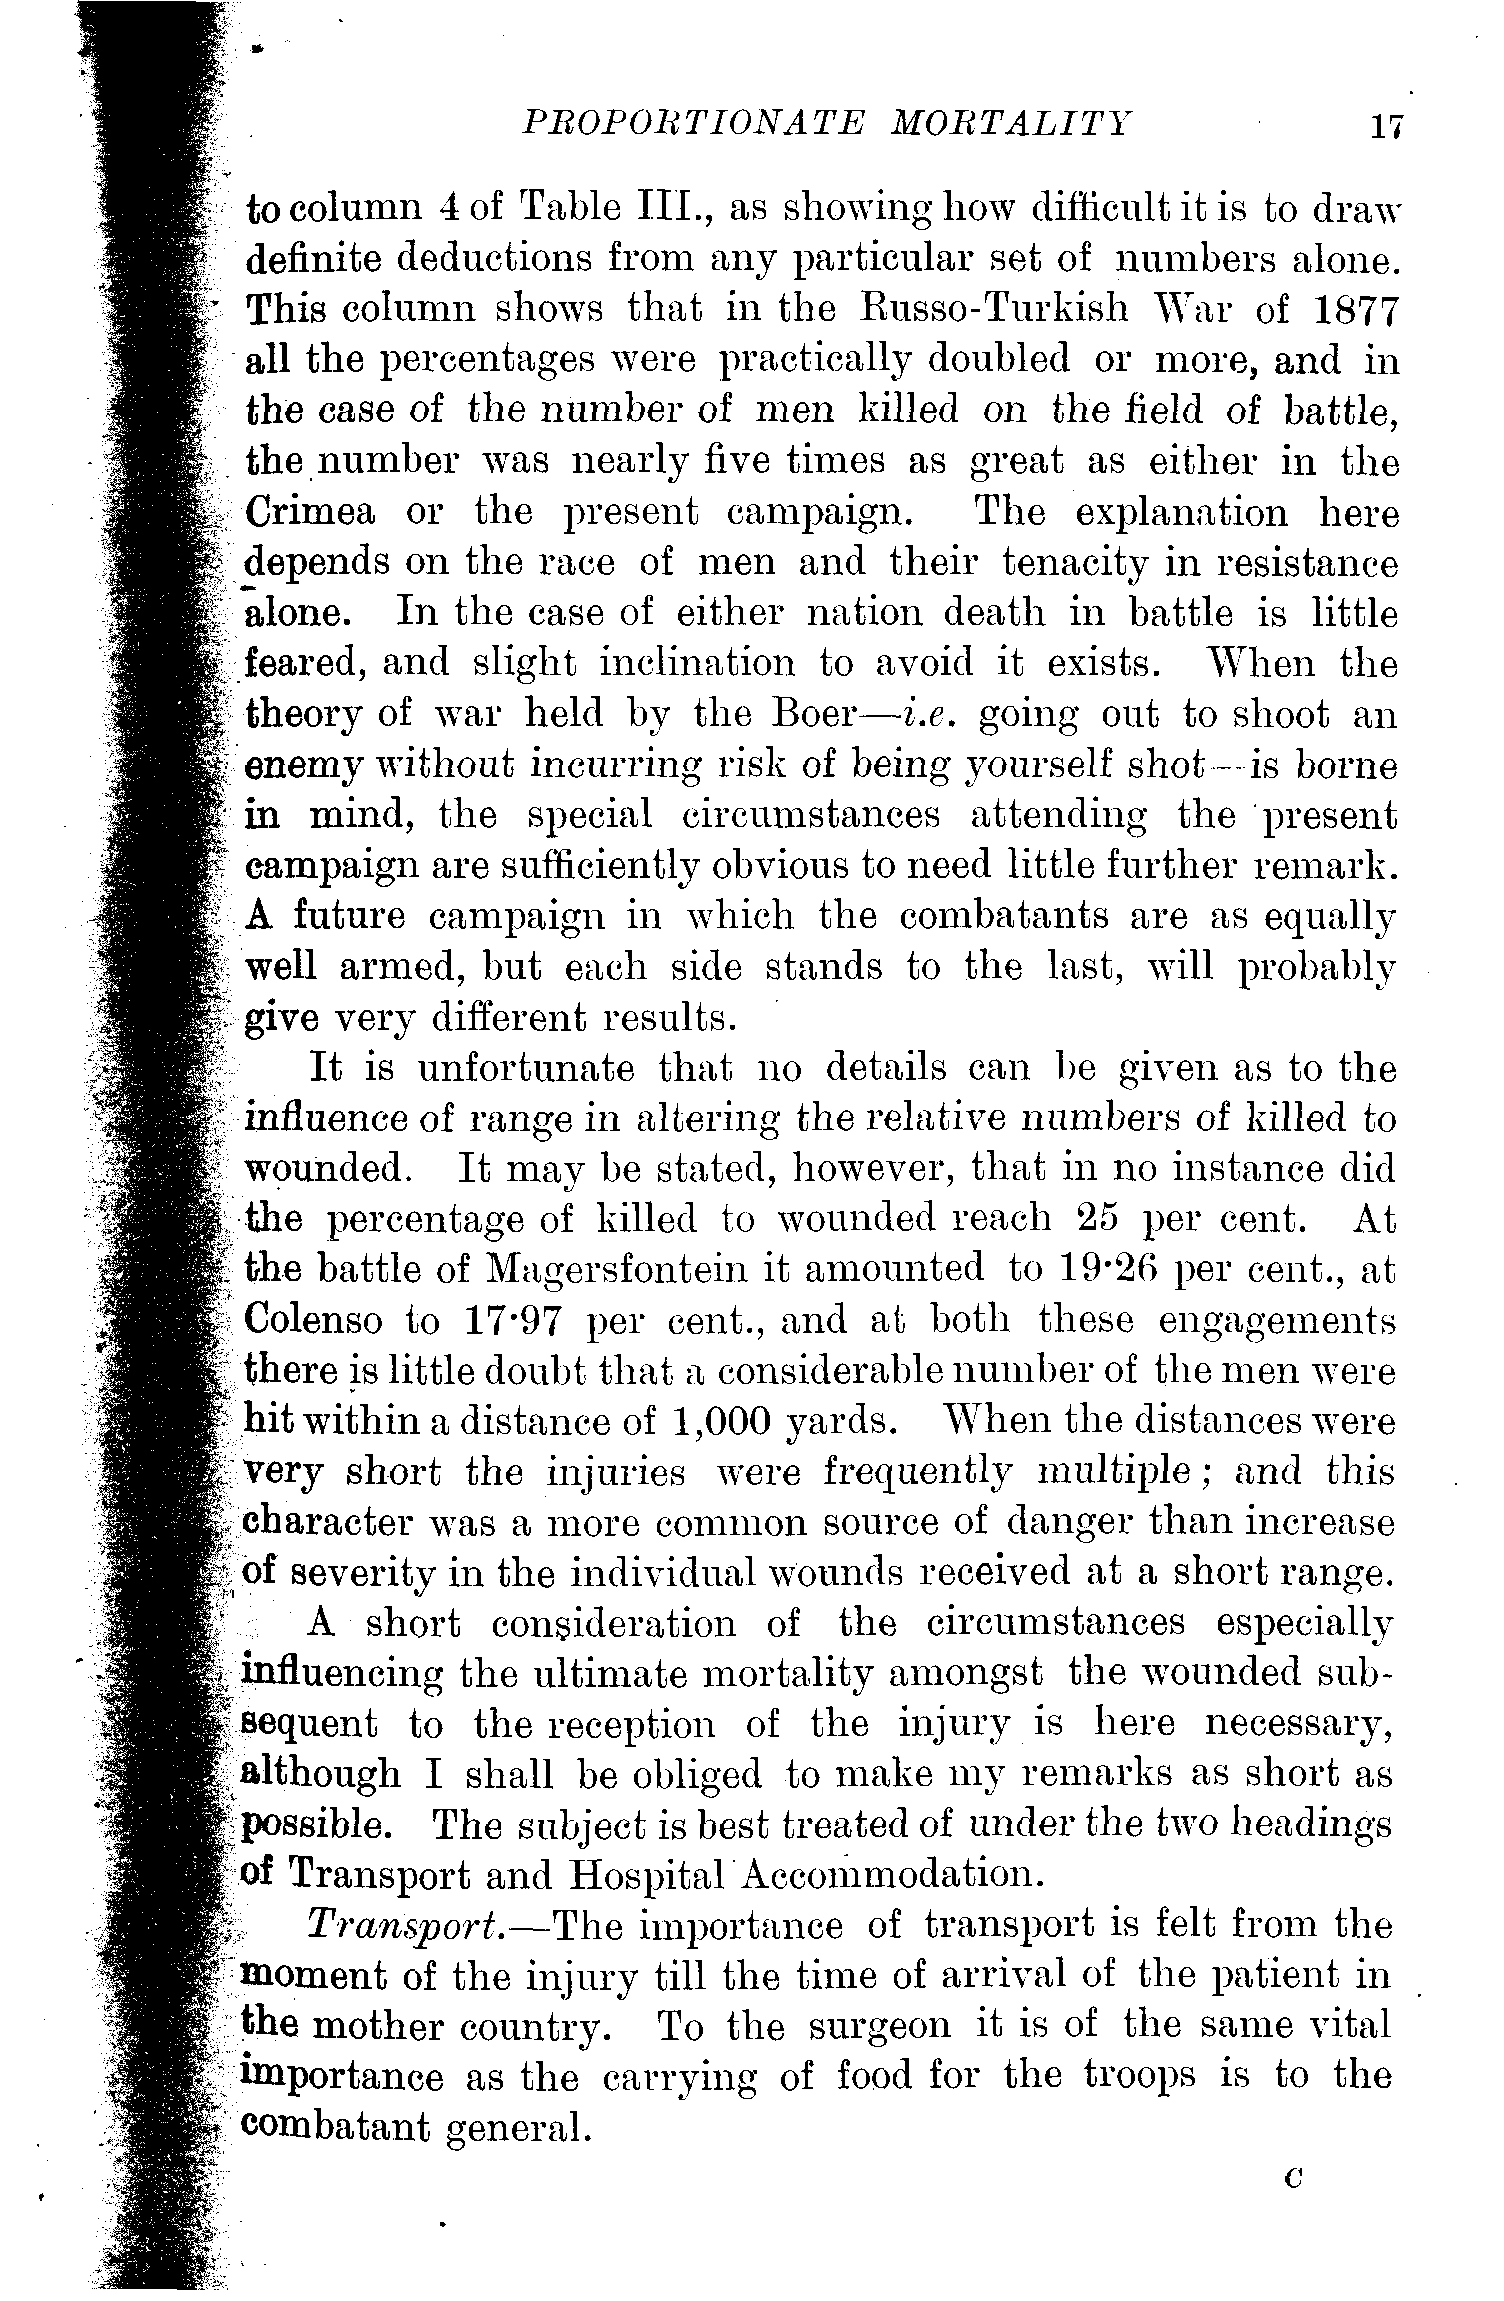 PROPORTIONATE MORTALITY 17
to column 4 of Table III., as showing how difficult it is to draw
definite deductions from any particular set of numbers alone.
This column shows that in the Russo-Turkish War of 1877
all the percentages were practically doubled or more, and in
the case of the number of men killed on the field of battle,
the number was nearly five times as great as either in the
Crimea or the present campaign. The explanation here
depends on the race of men and their tenacity in resistance
alone. In the case of either nation death in battle is little
feared, and slight inclination to avoid it exists. When the
theory of war held by the Boer—i.e. going out to shoot an
enemy without incurring risk of being yourself shot—is borne
in mind, the special circumstances attending the present
campaign are sufficiently obvious to need little further remark.
A future campaign in which the combatants are as equally
well armed, but each side stands to the last, will probably
give very different results.
It is unfortunate that no details can be given as to the
influence of range in altering the relative numbers of killed to
wounded. It may be stated, however, that in no instance did
the percentage of killed to wounded reach 25 per cent. At
the battle of Magersfontein it amounted to 19·26 per cent., at
Colenso to 17·97 per cent., and at both these engagements
there is little doubt that a considerable number of the men were
hit within a distance of 1,000 yards. When the distances were
very short the injuries were frequently multiple; and this
character was a more common source of danger than increase
of severity in the individual wounds received at a short range.
A short consideration of the circumstances especially
influencing the ultimate mortality amongst the wounded sub-
sequent to the reception of the injury is here necessary,
although I shall be obliged to make my remarks as short as
possible. The subject is best treated of under the two headings
of Transport and Hospital Accommodation.
Transport.—The importance of transport is felt from the
moment of the injury till the time of arrival of the patient in
the mother country. To the surgeon it is of the same vital
importance as the carrying of food for the troops is to the
combatant general.
C